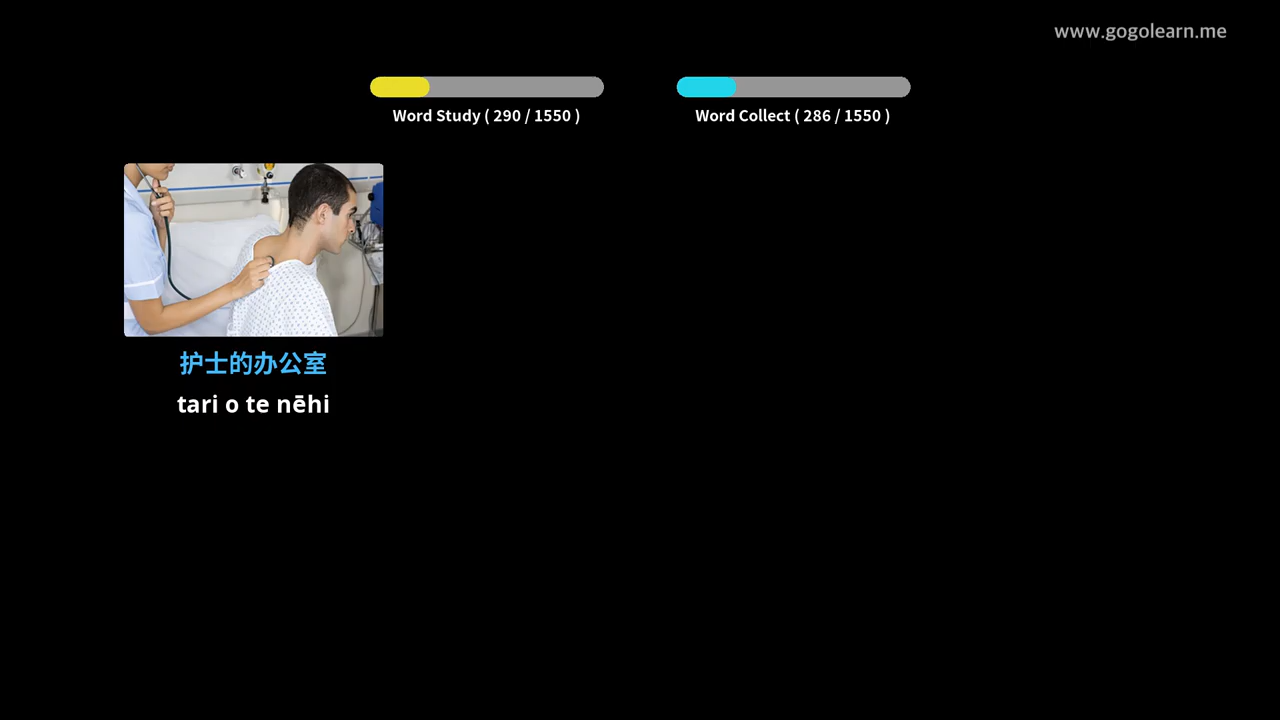 www.gogolearn.me
Word Study ( 290 / 1550 )
Word Collect ( 286 / 1550 )
护士的办公室
tari o te nēhi